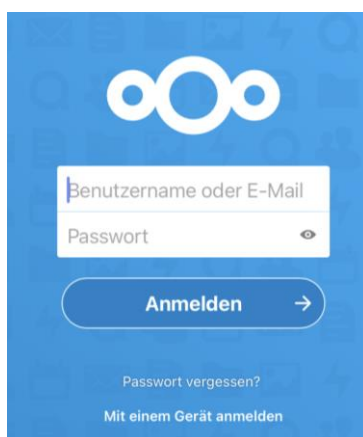 Benutzername oder E-Mail
Passwort
Anmelden
Passwort vergessen?
Mit einem Gerät anmelden